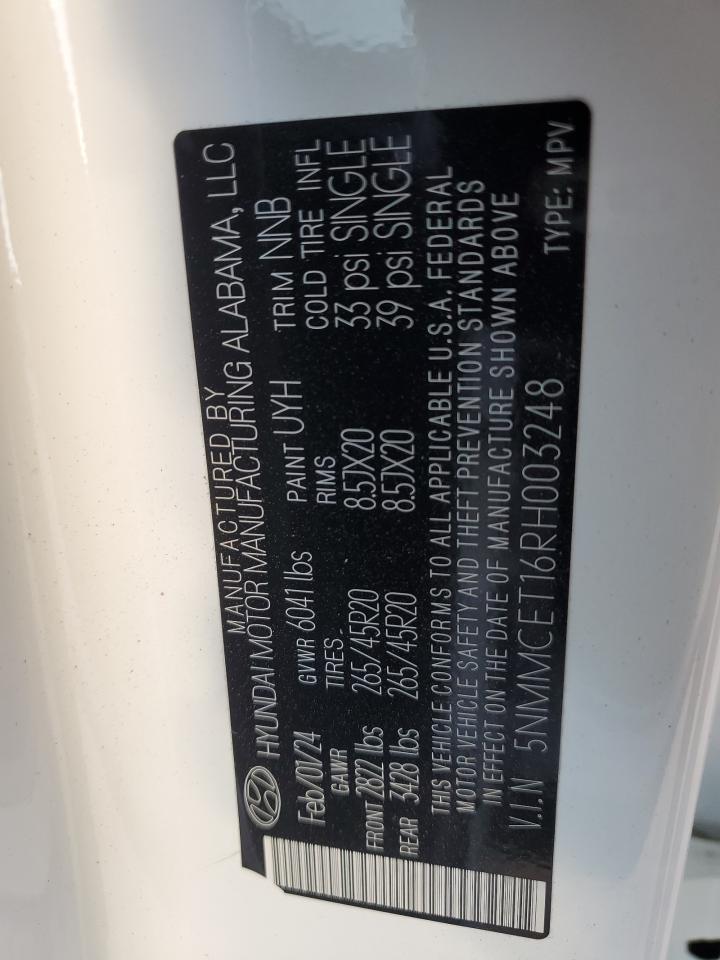 MANUFACTURED BY
HYUNDAI MOTOR MANUFACTURING ALABAMA, LLC
Feb/01/24 GVWR 6041 lbs PAINT UYH TRIM NNB
GAWR TIRES RIMS COLD TIRE INFL
FRONT 2822 lbs 265/45R20 8.5JX20 33 psi SINGLE
REAR 3428 lbs 265/45R20 8.5JX20 39 psi SINGLE
THIS VEHICLE CONFORMS TO ALL APPLICABLE U.S.A. FEDERAL
MOTOR VEHICLE SAFETY AND THEFT PREVENTION STANDARDS
IN EFFECT ON THE DATE OF MANUFACTURE SHOWN ABOVE
V.I.N 5NMMCET16RH003248 TYPE: MPV